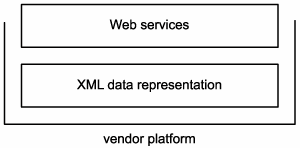 Web services
XML data representation
vendor platform